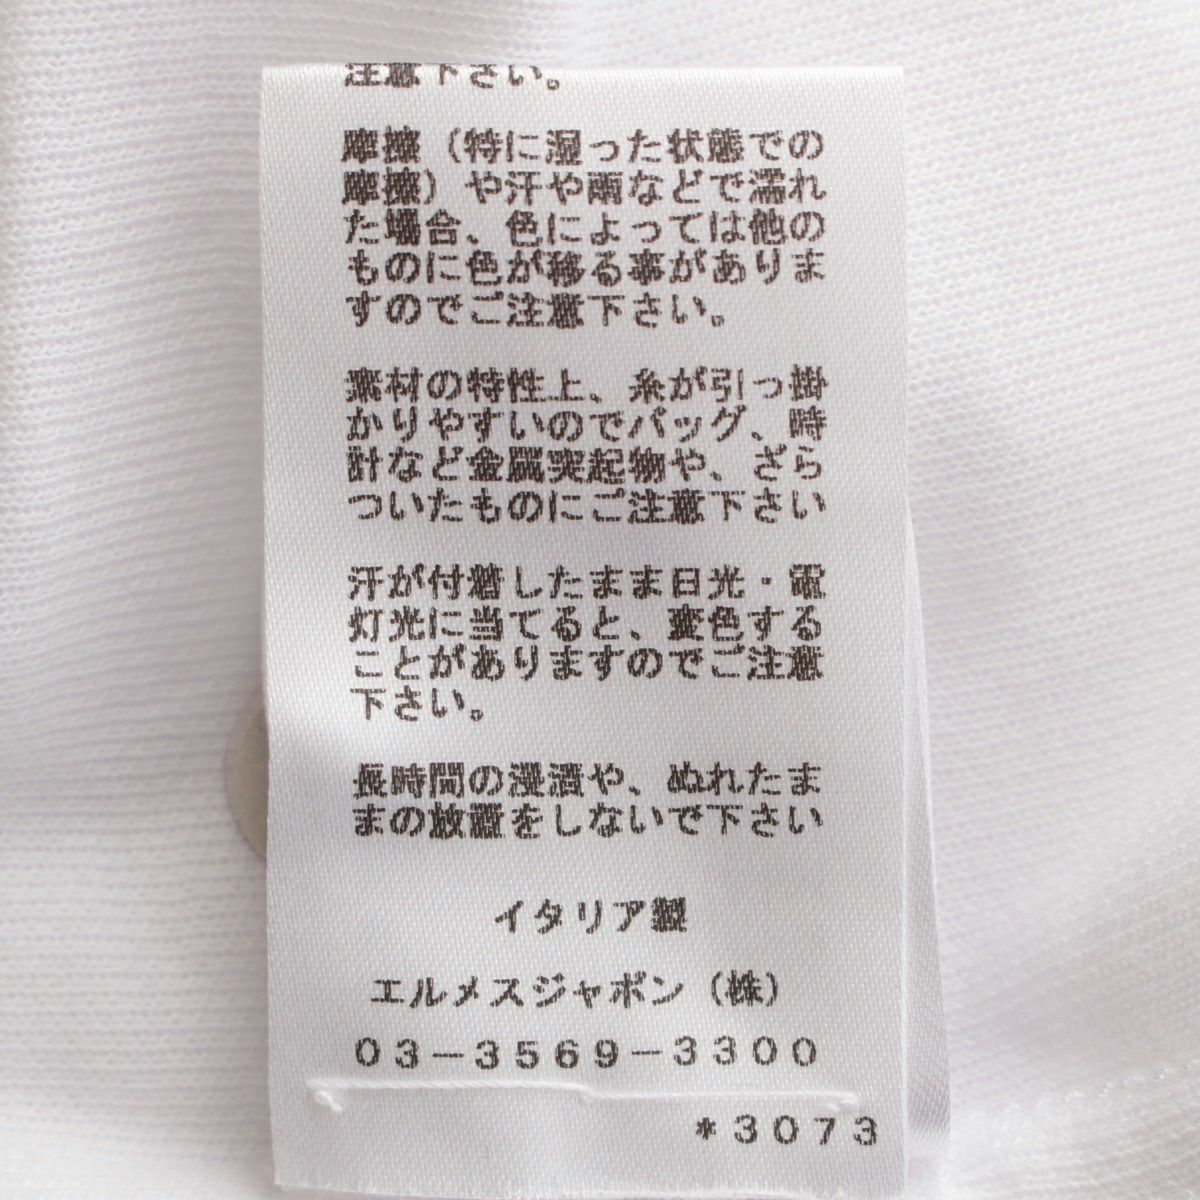 注意下さい。
摩擦（特に湿った状態での
摩擦）や汗や雨などで濡れ
た場合、色によっては他の
ものに色が移る事がありま
すのでご注意下さい。
素材の特性上、糸が引っ掛
かりやすいのでバッグ、時
計など金属突起物や、ざら
ついたものにご注意下さい
汗が付着したまま日光・電
灯光に当てると、変色する
ことがありますのでご注意
下さい。
長時間の浸漬や、ぬれたま
まの放置をしないで下さい
イタリア製
エルメスジャポン（株）
03-3569-3300
*3073